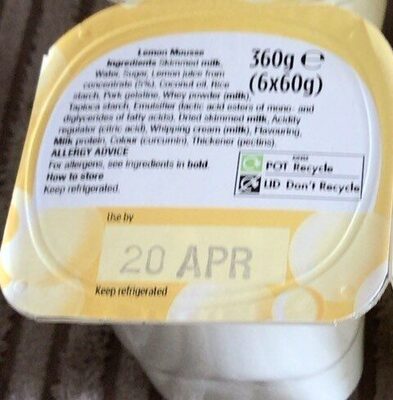 Lemon Mousse
Ingredients Skimmed milk,
Water, Sugar, Lemon juice from
concentrate (5%), Coconut oil, Rice
starch, Pork gelatine, Whey powder (milk),
Tapioca starch, Emulsifier (lactic acid esters of mono- and
diglycerides of fatty acids), Dried skimmed milk, Acidity
regulator (citric acid), Whipping cream (milk), Flavouring,
Milk protein, Colour (curcumin), Thickener (pectins).
ALLERGY ADVICE
For allergens, see ingredients in bold
How to store
Keep refrigerated.
360g ℮
(6x60g)
POT Recycle
LID Don't Recycle
Use by
20 APR
Keep refrigerated